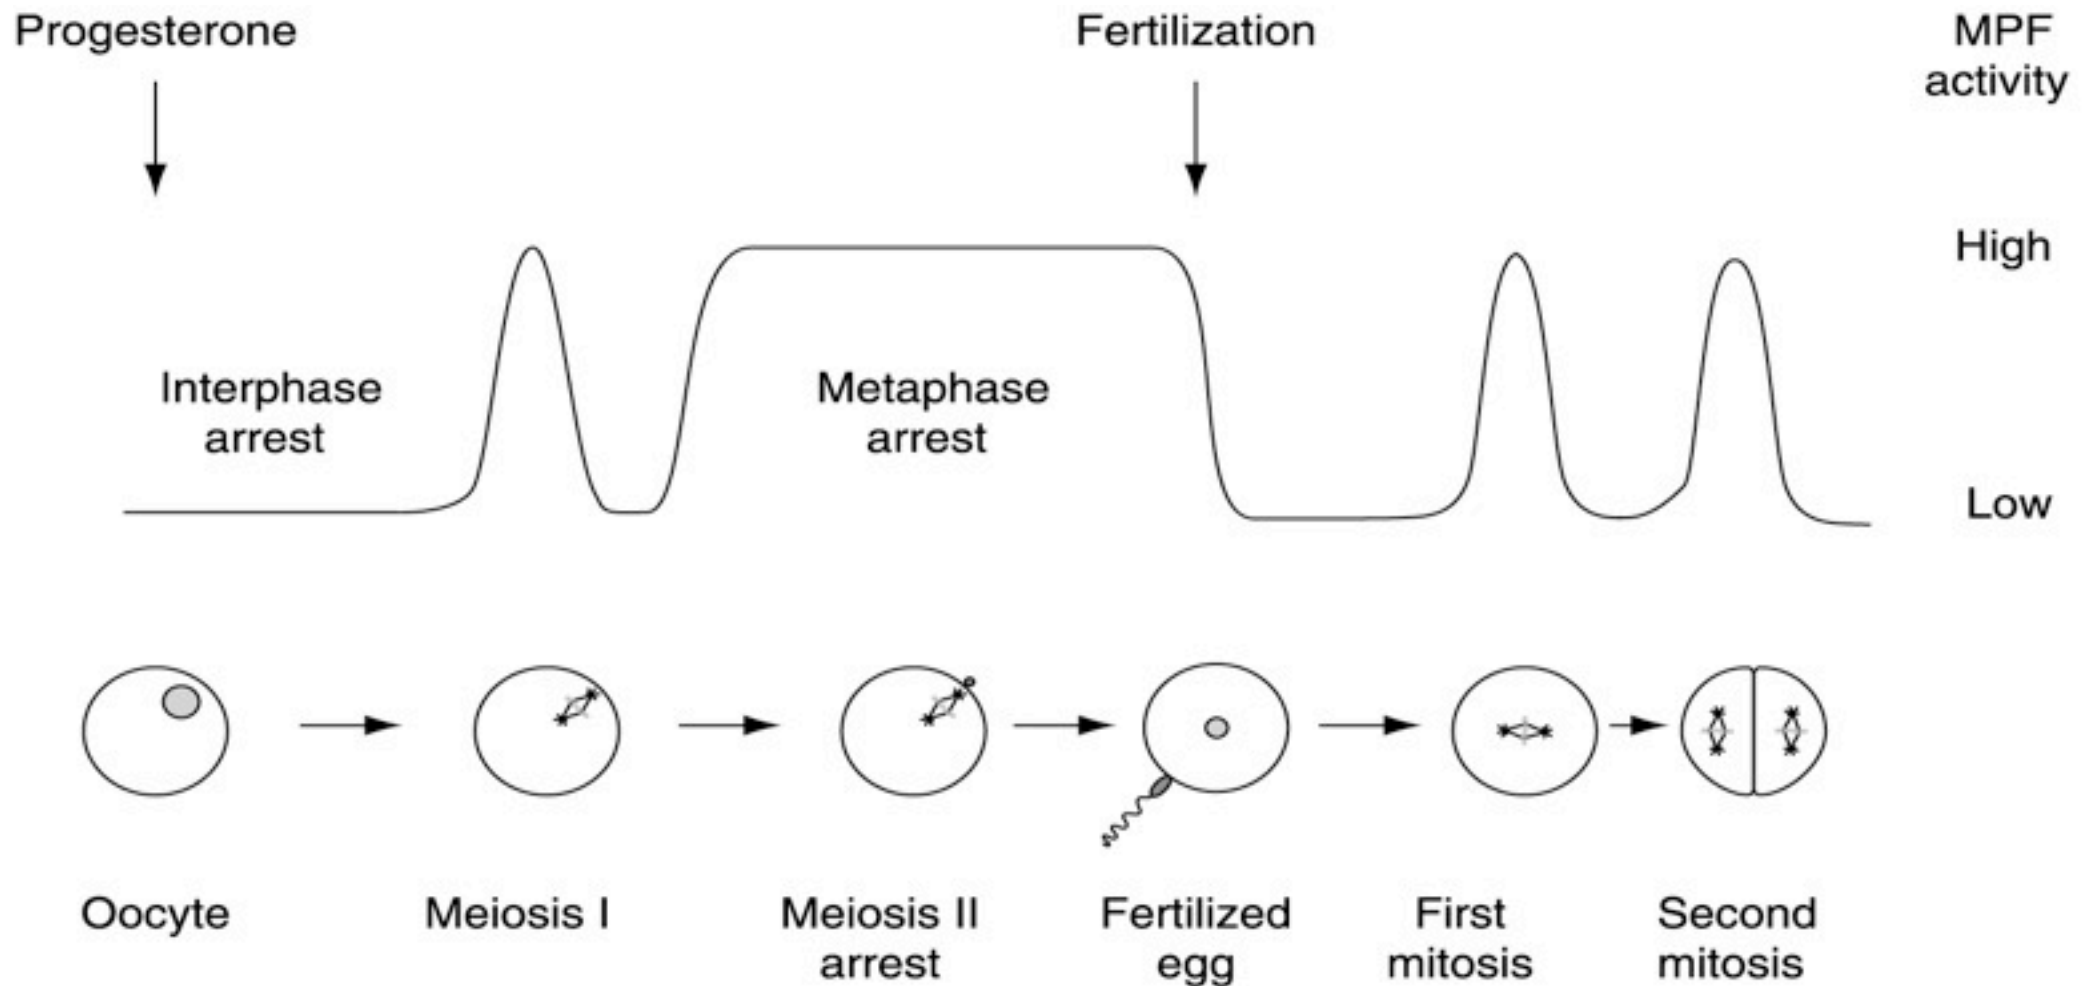 Progesterone
Fertilization
MPF
activity
High
Interphase
arrest
Metaphase
arrest
Low
Oocyte
Meiosis I
Meiosis II
arrest
Fertilized
egg
First
mitosis
Second
mitosis